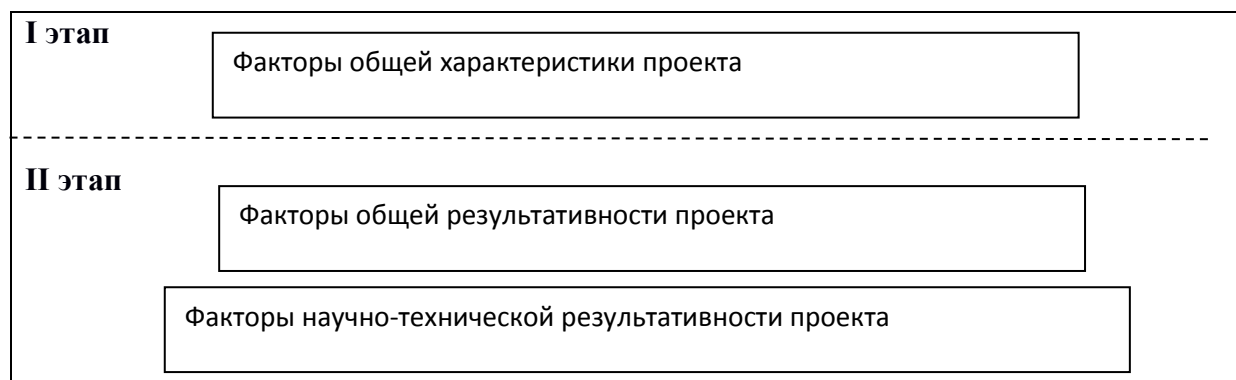 I этап
Факторы общей характеристики проекта
II этап
Факторы общей результативности проекта
Факторы научно-технической результативности проекта